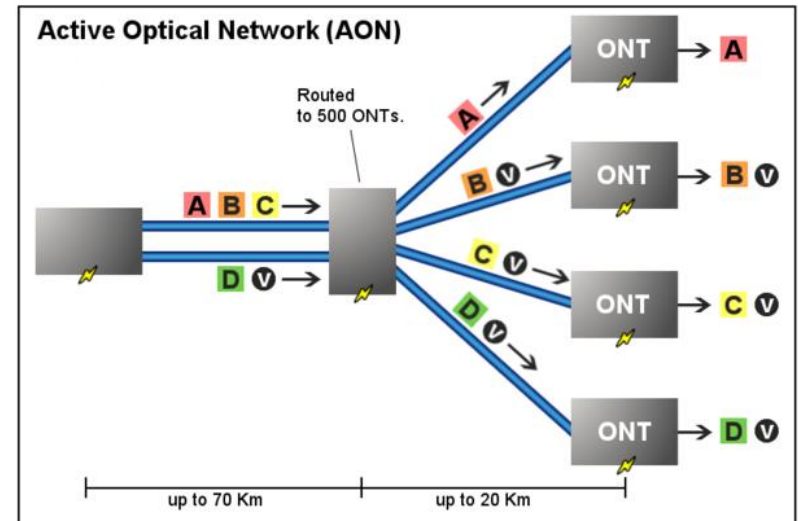 Active Optical Network (AON)
Routed
to 500 ONTs.
A B C
D V
A
B V
C V
D V
ONT
A
ONT
B V
ONT
C V
ONT
D V
up to 70 Km
up to 20 Km